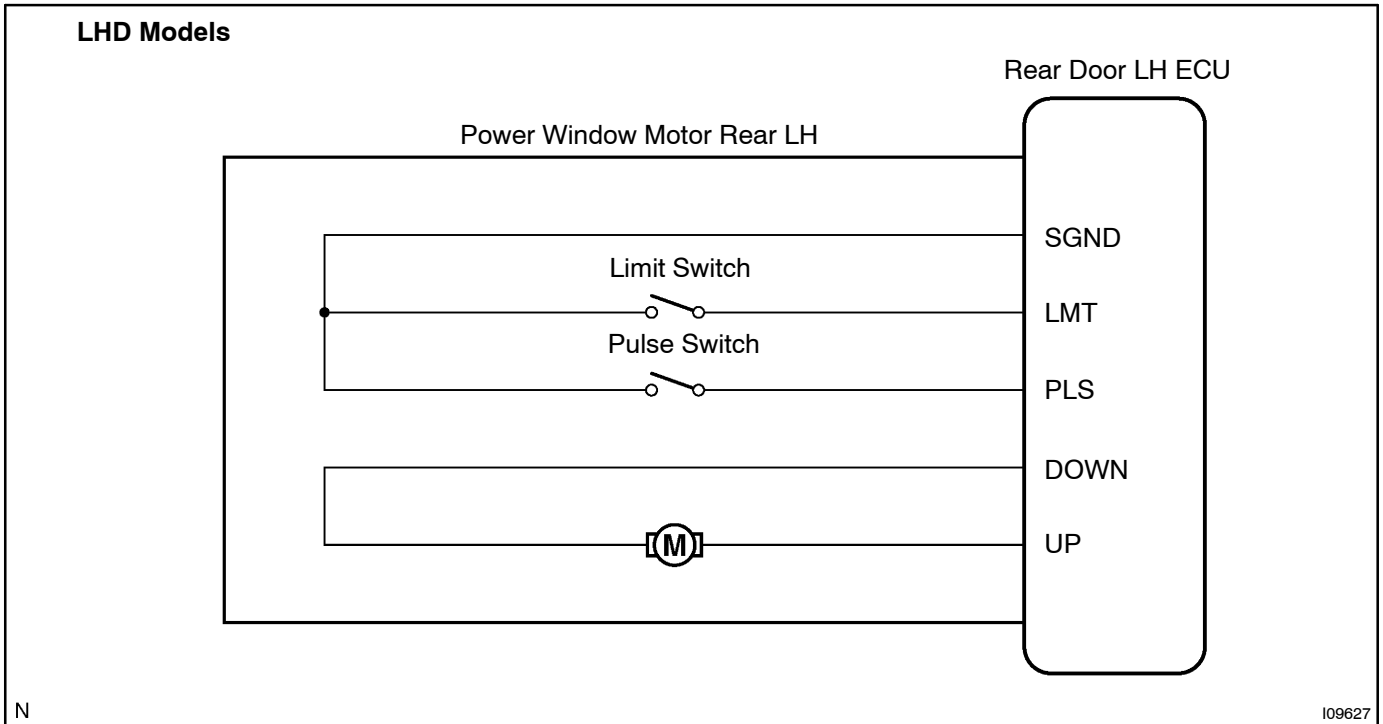 LHD Models
Rear Door LH ECU
Power Window Motor Rear LH
SGND
Limit Switch
LMT
Pulse Switch
PLS
DOWN
M
UP
N
I09627